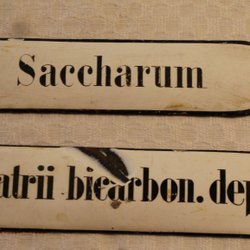 Saccharum
atrii bicarbon. dep